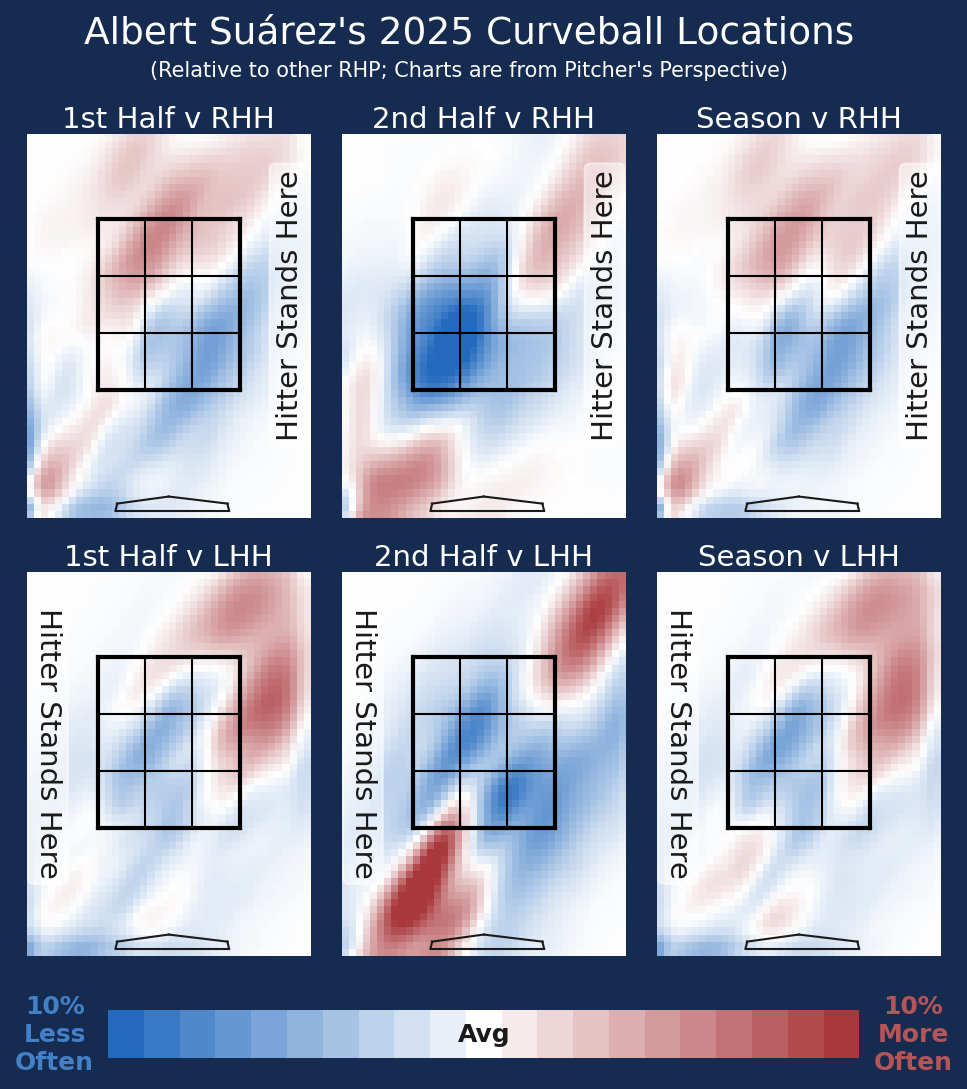 Albert Suárez's 2025 Curveball Locations
(Relative to other RHP; Charts are from Pitcher's Perspective)
1st Half v RHH
2nd Half v RHH
Season v RHH
Hitter Stands Here
Hitter Stands Here
Hitter Stands Here
1st Half v LHH
2nd Half v LHH
Season v LHH
Hitter Stands Here
Hitter Stands Here
Hitter Stands Here
10%
Less
Often
Avg
10%
More
Often